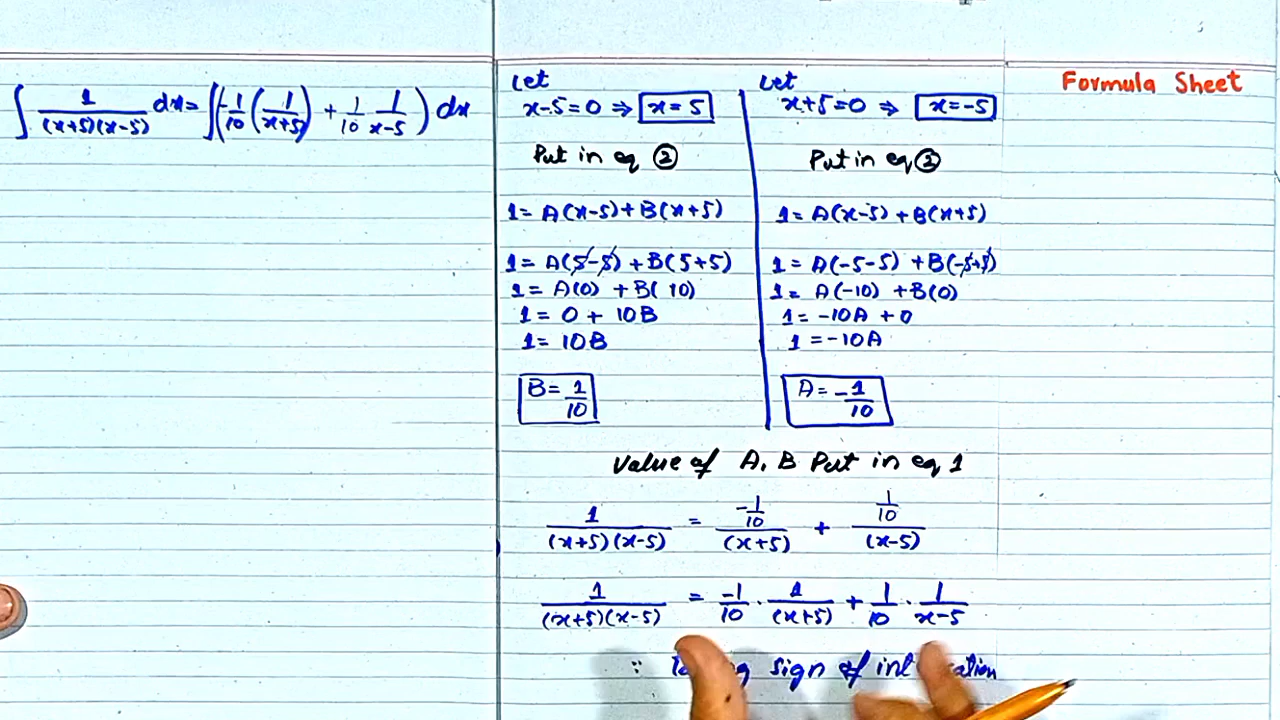 ∫ 1/((x+5)(x-5)) dx = ∫(-1/10 (1/(x+5)) + 1/10 1/(x-5)) dx
Let
x-5=0 ⇒ x=5
Put in eq ②
1= A(x-5)+B(x+5)
1= A(5-5)+B(5+5)
1= A(0) +B( 10)
1= 0 + 10B
1= 10B
B= 1/10
Let
x+5=0 ⇒ x=-5
Put in eq ②
1= A(x-5)+B(x+5)
1= A(-5-5) +B(-5+5)
1= A(-10) +B(0)
1= -10A +0
1=-10A
A= -1/10
Value of A, B Put in eq 1
1/((x+5)(x-5)) = (-1/10)/(x+5) + (1/10)/(x-5)
1/((x+5)(x-5)) = -1/10 . 1/(x+5) + 1/10 . 1/(x-5)
∵ sign of
Formula Sheet